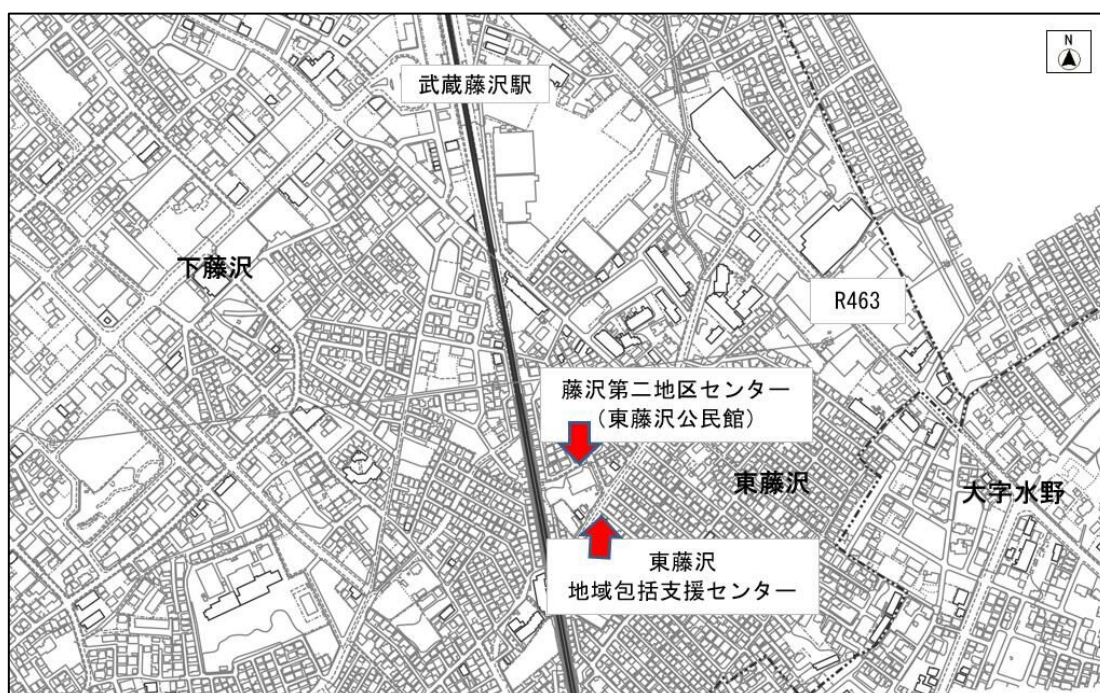 N
武蔵藤沢駅
下藤沢
R463
藤沢第二地区センター
（東藤沢公民館）
東藤沢
大字水野
東藤沢
地域包括支援センター